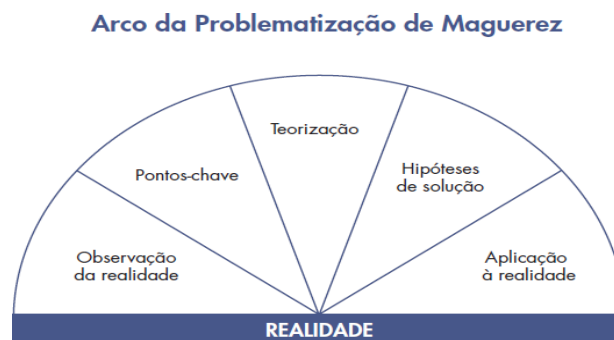 Arco da Problematização de Maguerez
Observação
da realidade
Pontos-chave
Teorização
Hipóteses
de solução
Aplicação
à realidade
REALIDADE